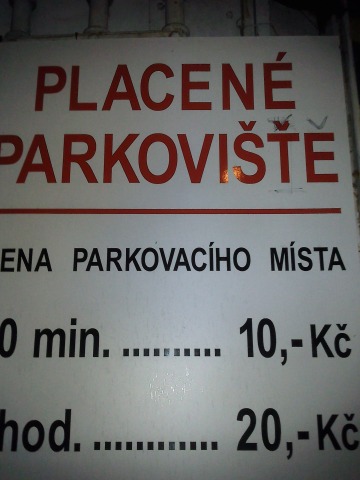 PLACENÉ
PARKOVIŠTE
ENA PARKOVACÍHO MÍSTA
0 min. .......... 10,- Kč
hod. ............ 20,- Kč